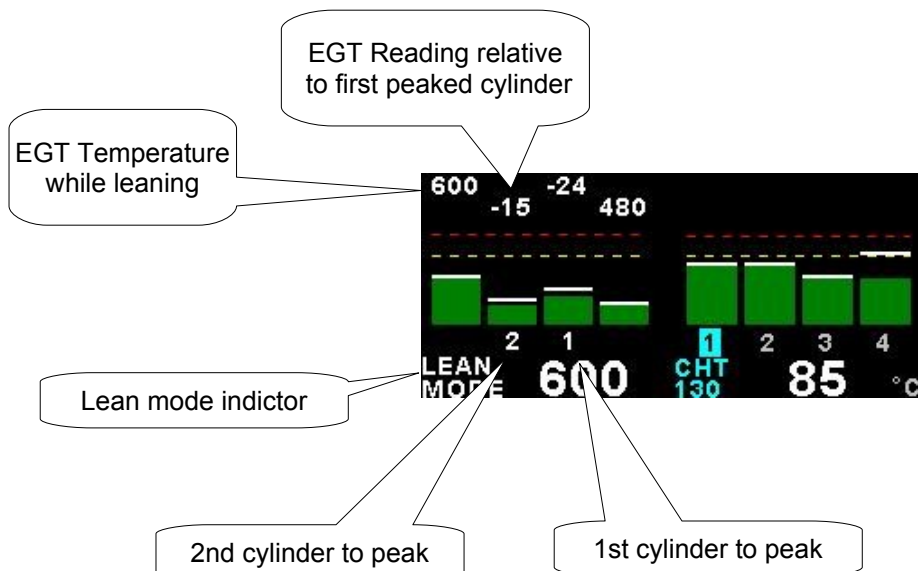 EGT Reading relative
to first peaked cylinder
EGT Temperature
while leaning
600 -24
-15 480
2 1
1 2 3 4
LEAN
MODE
600
CHT
130
85
°C
Lean mode indictor
2nd cylinder to peak
1st cylinder to peak